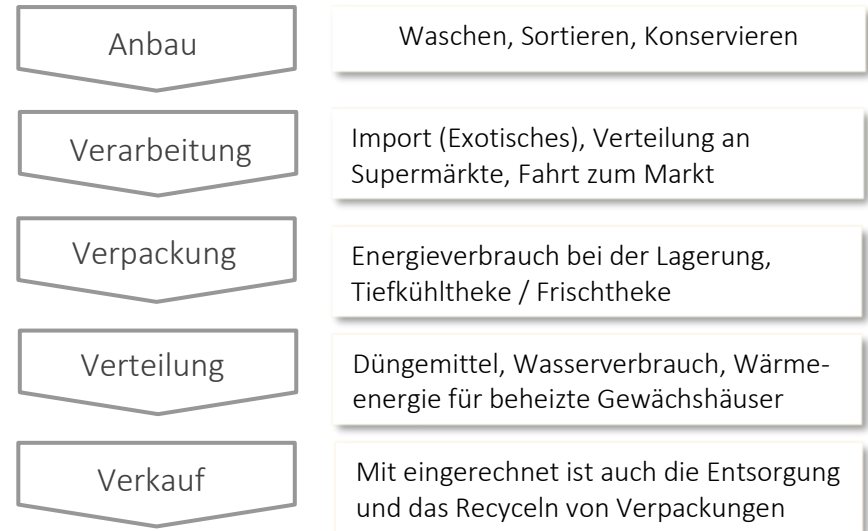 Anbau
Waschen, Sortieren, Konservieren
Verarbeitung
Import (Exotisches), Verteilung an
Supermärkte, Fahrt zum Markt
Verpackung
Energieverbrauch bei der Lagerung,
Tiefkühltheke / Frischtheke
Verteilung
Düngemittel, Wasserverbrauch, Wärme-
energie für beheizte Gewächshäuser
Verkauf
Mit eingerechnet ist auch die Entsorgung
und das Recyceln von Verpackungen